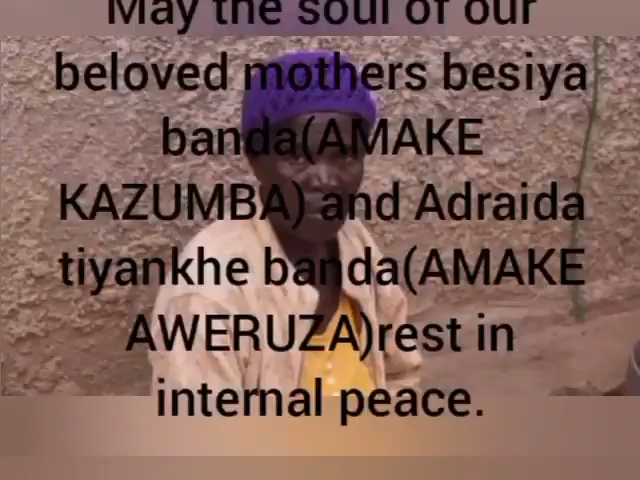 May the soul of our
beloved mothers besiya
banda(AMAKE
KAZUMBA) and Adraida
tiyankhe banda(AMAKE
AWERUZA)rest in
internal peace.